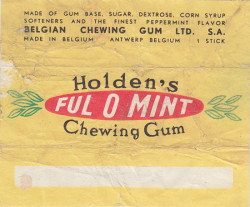 MADE OF GUM BASE, SUGAR, DEXTROSE, CORN SYRUP
SOFTENERS AND THE FINEST PEPPERMINT FLAVOR
BELGIAN CHEWING GUM LTD. S.A.
MADE IN BELGIUM ANTWERP BELGIUM 1 STICK
Holden's
FUL O MINT
Chewing Gum